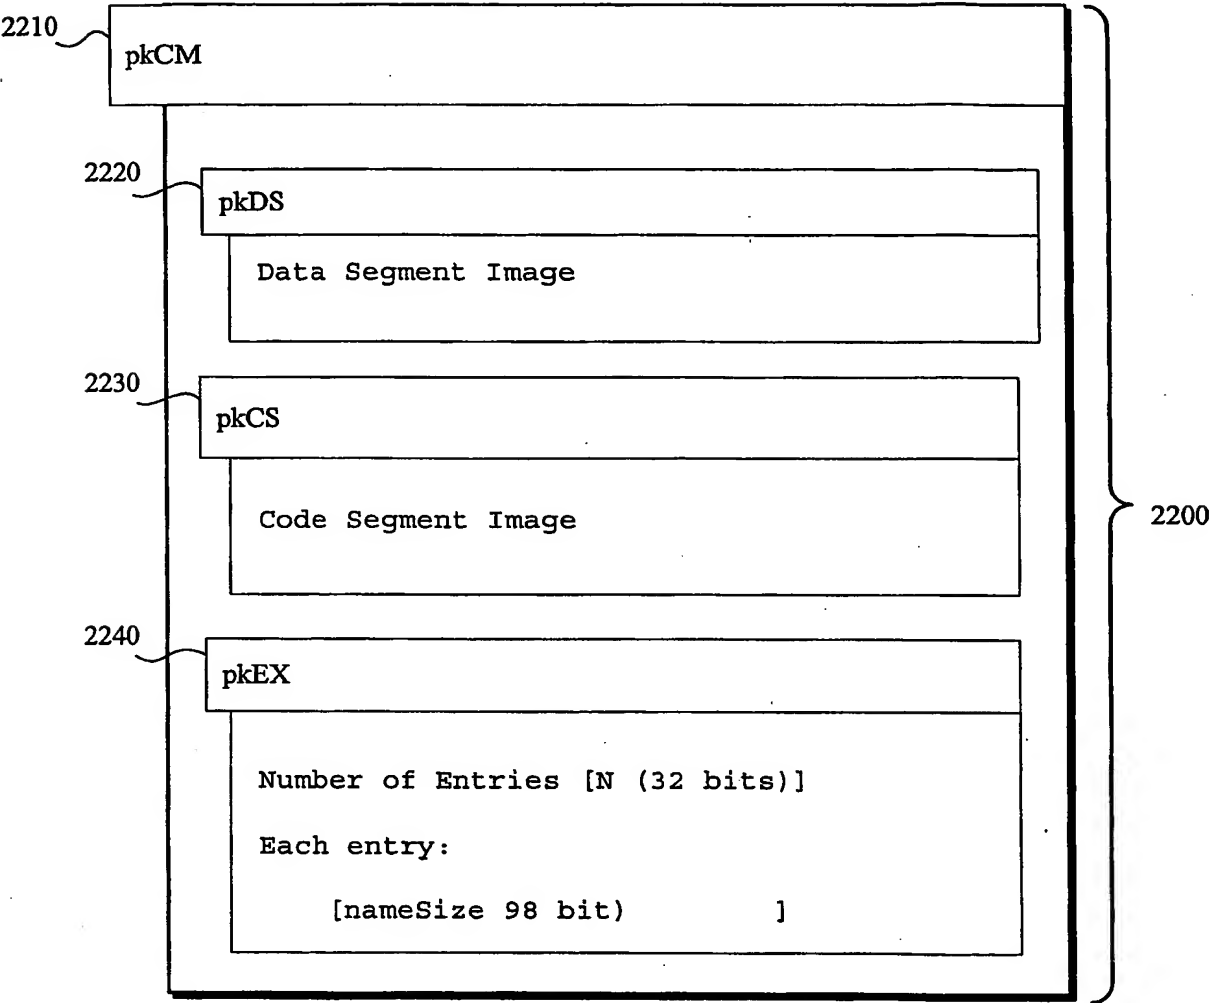 2210
pkCM
2220
pkDS
Data Segment Image
2230
pkCS
Code Segment Image
2200
2240
pkEX
Number of Entries [N (32 bits)]
Each entry:
[nameSize 98 bit) ]